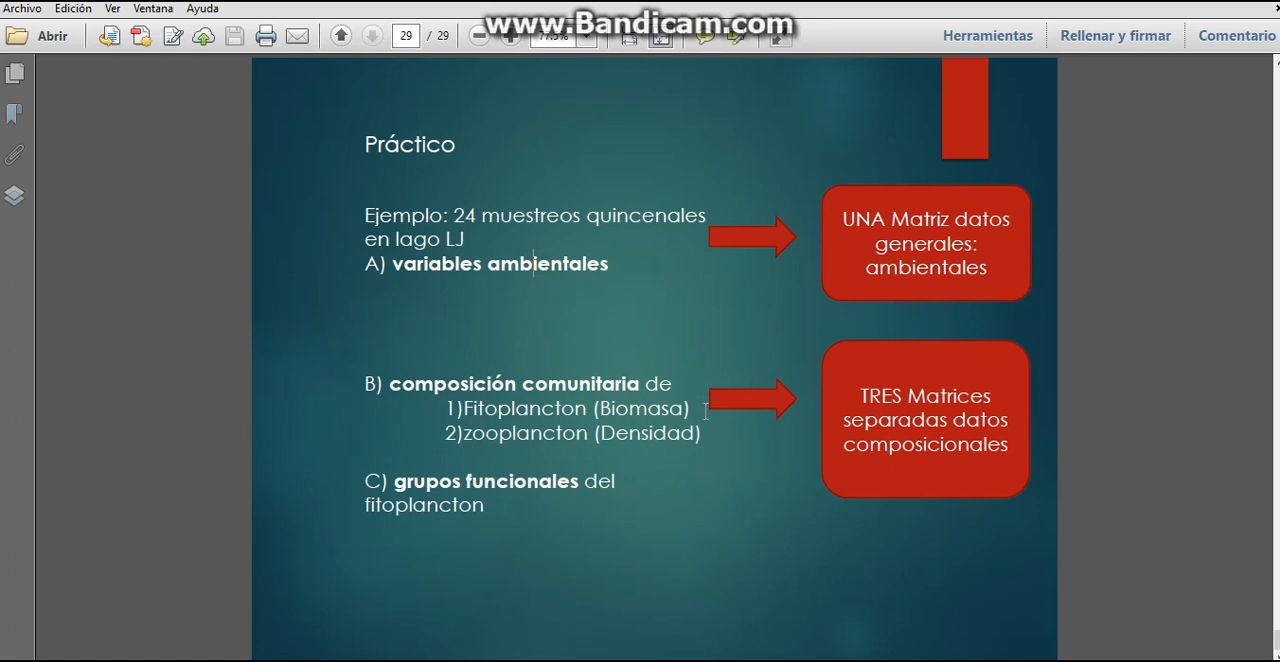 Archivo Edición Ver Ventana Ayuda
www.Bandicam.com
Abrir
29 / 29
77,5%
Herramientas
Rellenar y firmar
Comentario
Práctico
Ejemplo: 24 muestreos quincenales
en lago LJ
A) variables ambientales
UNA Matriz datos
generales:
ambientales
B) composición comunitaria de
1)Fitoplancton (Biomasa)
2)zooplancton (Densidad)
TRES Matrices
separadas datos
composicionales
C) grupos funcionales del
fitoplancton